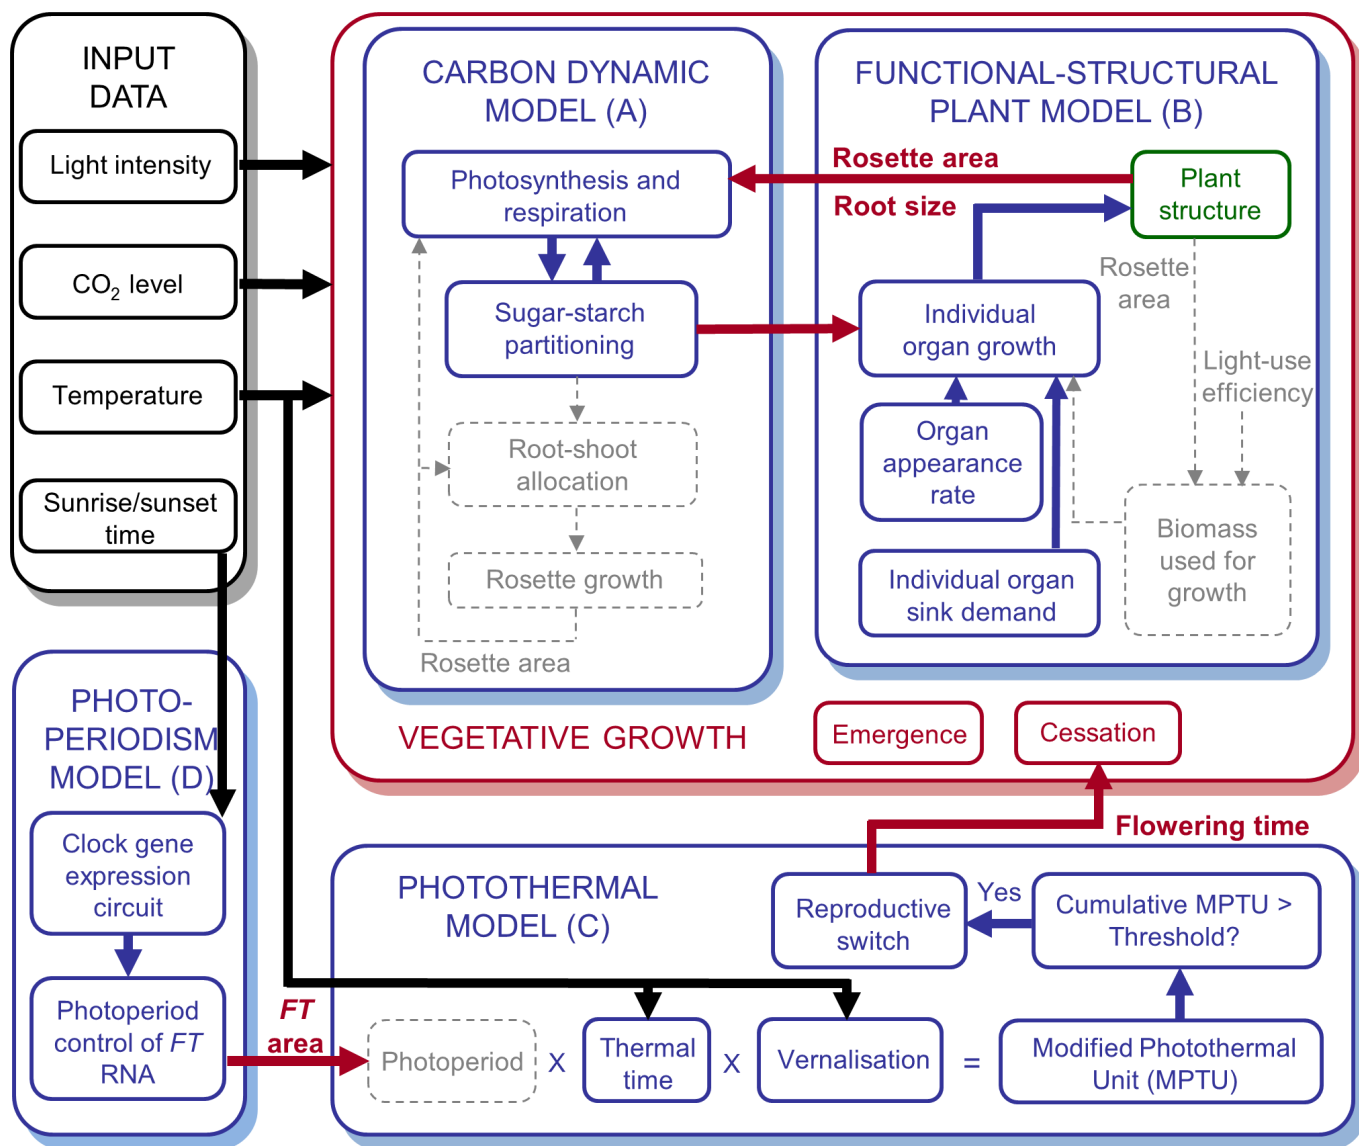 INPUT
DATA
Light intensity
CO₂ level
Temperature
Sunrise/sunset
time
CARBON DYNAMIC
MODEL (A)
Photosynthesis and
respiration
Sugar-starch
partitioning
Root-shoot
allocation
Rosette growth
Rosette area
FUNCTIONAL-STRUCTURAL
PLANT MODEL (B)
Rosette area
Root size
Plant
structure
Rosette
area
Individual
organ growth
Light-use
efficiency
Organ
appearance
rate
Biomass
used for
growth
Individual organ
sink demand
VEGETATIVE GROWTH
Emergence
Cessation
Flowering time
PHOTO-
PERIODISM
MODEL (D)
Clock gene
expression
circuit
Photoperiod
control of FT
RNA
FT
area
PHOTOTHERMAL
MODEL (C)
Reproductive
switch
Yes
Cumulative MPTU >
Threshold?
Photoperiod
X
Thermal
time
X
Vernalisation
=
Modified Photothermal
Unit (MPTU)